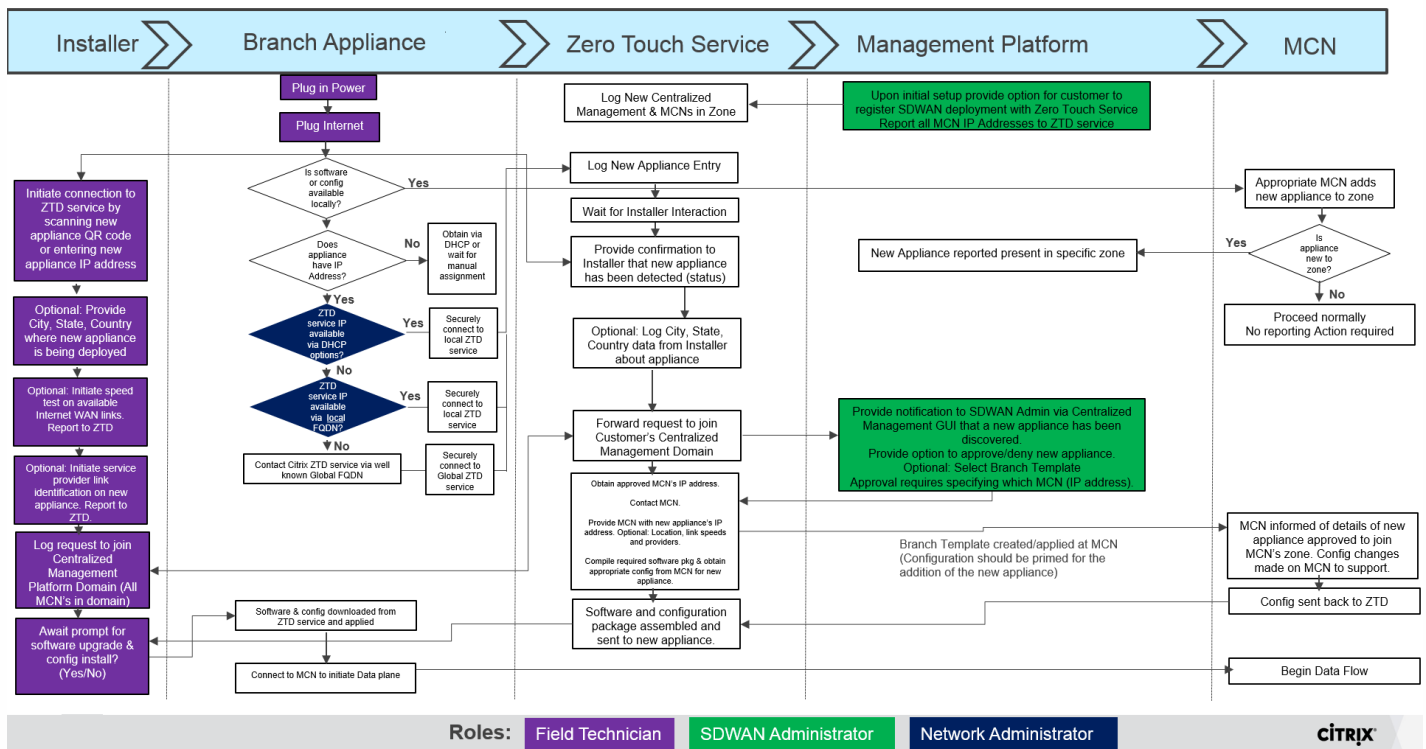 Installer
Branch Appliance
Zero Touch Service
Management Platform
MCN
Initiate connection to
ZTD service by
scanning new
appliance QR code
or entering new
appliance IP address
Optional: Provide
City, State, Country
where new appliance
is being deployed
Optional: Initiate speed
test on available
Internet WAN links.
Report to ZTD
Optional: Initiate service
provider link
identification on new
appliance. Report to
ZTD.
Log request to join
Centralized
Management
Platform Domain (All
MCN's in domain)
Await prompt for
software upgrade &
config install?
(Yes/No)
Plug in Power
Plug Internet
Is software
or config
available
locally?
Yes
Does
appliance
have IP
Address?
No
Obtain via
DHCP or
wait for
manual
assignment
Yes
ZTD
service IP
available
via DHCP
options?
Yes
Securely
connect to
local ZTD
service
No
ZTD
service IP
available
via local
FQDN?
Yes
Securely
connect to
local ZTD
service
No
Contact Citrix ZTD service via well
known Global FQDN
Securely
connect to
Global ZTD
service
Software & config downloaded from
ZTD service and applied
Connect to MCN to initiate Data plane
Log New Centralized
Management & MCNs in Zone
Log New Appliance Entry
Wait for Installer Interaction
Provide confirmation to
Installer that new appliance
has been detected (status)
Optional: Log City, State,
Country data from Installer
about appliance
Forward request to join
Customer's Centralized
Management Domain
Obtain approved MCN's IP address.
Contact MCN.
Provide MCN with new appliance's IP
address. Optional: Location, link speeds
and providers.
Compile required software pkg & obtain
appropriate config from MCN for new
appliance.
Software and configuration
package assembled and
sent to new appliance.
Upon initial setup provide option for customer to
register SDWAN deployment with Zero Touch Service
Report all MCN IP Addresses to ZTD service
New Appliance reported present in specific zone
Provide notification to SDWAN Admin via Centralized
Management GUI that a new appliance has been
discovered.
Provide option to approve/deny new appliance.
Optional: Select Branch Template
Approval requires specifying which MCN (IP address).
Branch Template created/applied at MCN
(Configuration should be primed for the
addition of the new appliance)
Appropriate MCN adds
new appliance to zone
Yes
Is
appliance
new to
zone?
No
Proceed normally
No reporting Action required
MCN informed of details of new
appliance approved to join
MCN's zone. Config changes
made on MCN to support.
Config sent back to ZTD
Begin Data Flow
Roles:
Field Technician
SDWAN Administrator
Network Administrator
CITRIX